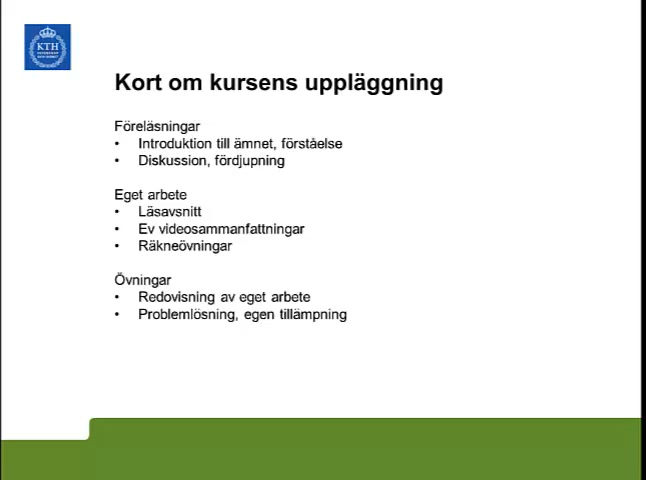 KTH
Kort om kursens uppläggning
Föreläsningar
• Introduktion till ämnet, förståelse
• Diskussion, fördjupning
Eget arbete
• Läsavsnitt
• Ev videosammanfattningar
• Räkneövningar
Övningar
• Redovisning av eget arbete
• Problemlösning, egen tillämpning